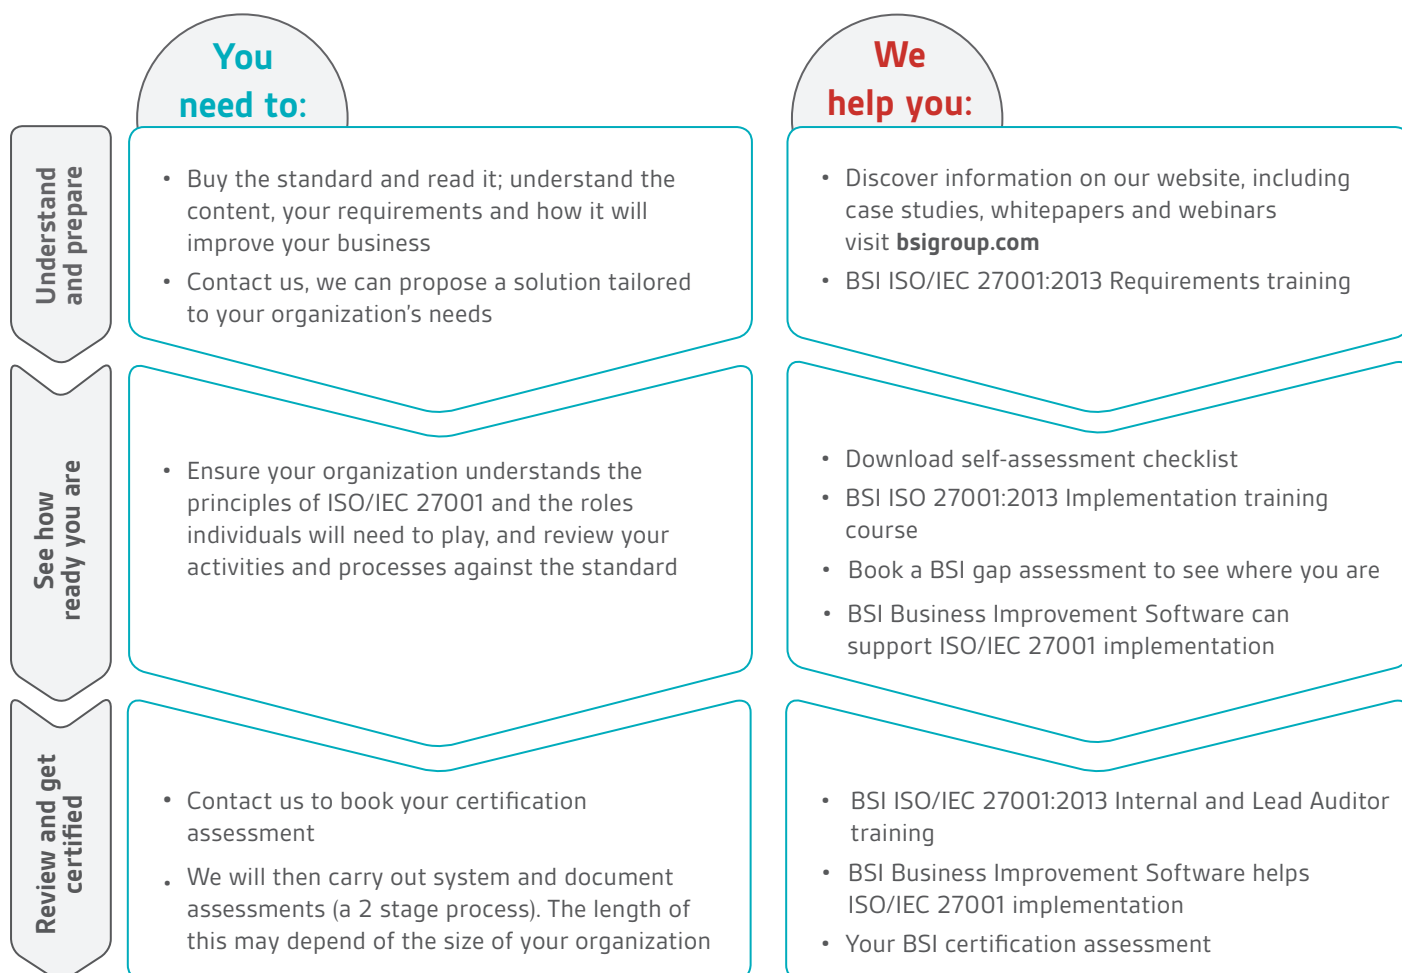 You
need to:
We
help you:
Understand
and prepare
• Buy the standard and read it; understand the
content, your requirements and how it will
improve your business
• Contact us, we can propose a solution tailored
to your organization's needs
• Discover information on our website, including
case studies, whitepapers and webinars
visit bsigroup.com
• BSI ISO/IEC 27001:2013 Requirements training
See how
ready you are
• Ensure your organization understands the
principles of ISO/IEC 27001 and the roles
individuals will need to play, and review your
activities and processes against the standard
• Download self-assessment checklist
• BSI ISO 27001:2013 Implementation training
course
• Book a BSI gap assessment to see where you are
• BSI Business Improvement Software can
support ISO/IEC 27001 implementation
Review and get
certified
• Contact us to book your certification
assessment
• We will then carry out system and document
assessments (a 2 stage process). The length of
this may depend of the size of your organization
• BSI ISO/IEC 27001:2013 Internal and Lead Auditor
training
• BSI Business Improvement Software helps
ISO/IEC 27001 implementation
• Your BSI certification assessment